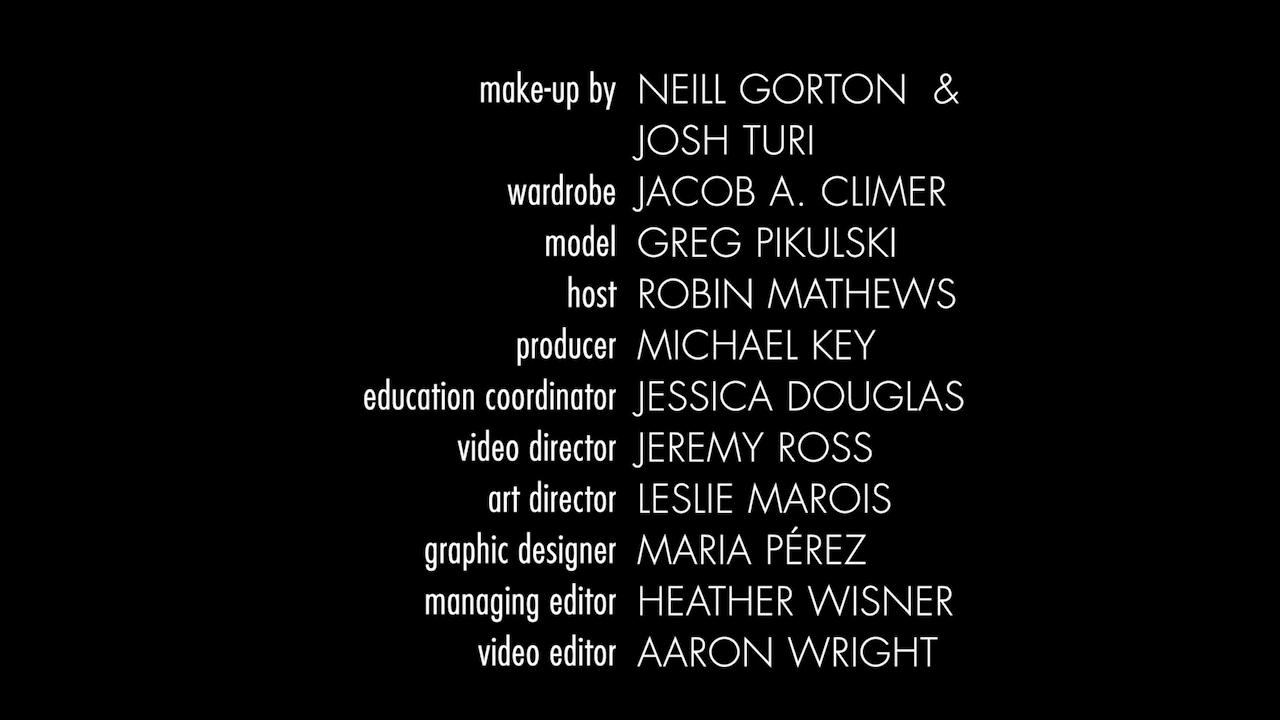 make-up by NEILL GORTON &
JOSH TURI
wardrobe JACOB A. CLIMER
model GREG PIKULSKI
host ROBIN MATHEWS
producer MICHAEL KEY
education coordinator JESSICA DOUGLAS
video director JEREMY ROSS
art director LESLIE MAROIS
graphic designer MARIA PÉREZ
managing editor HEATHER WISNER
video editor AARON WRIGHT